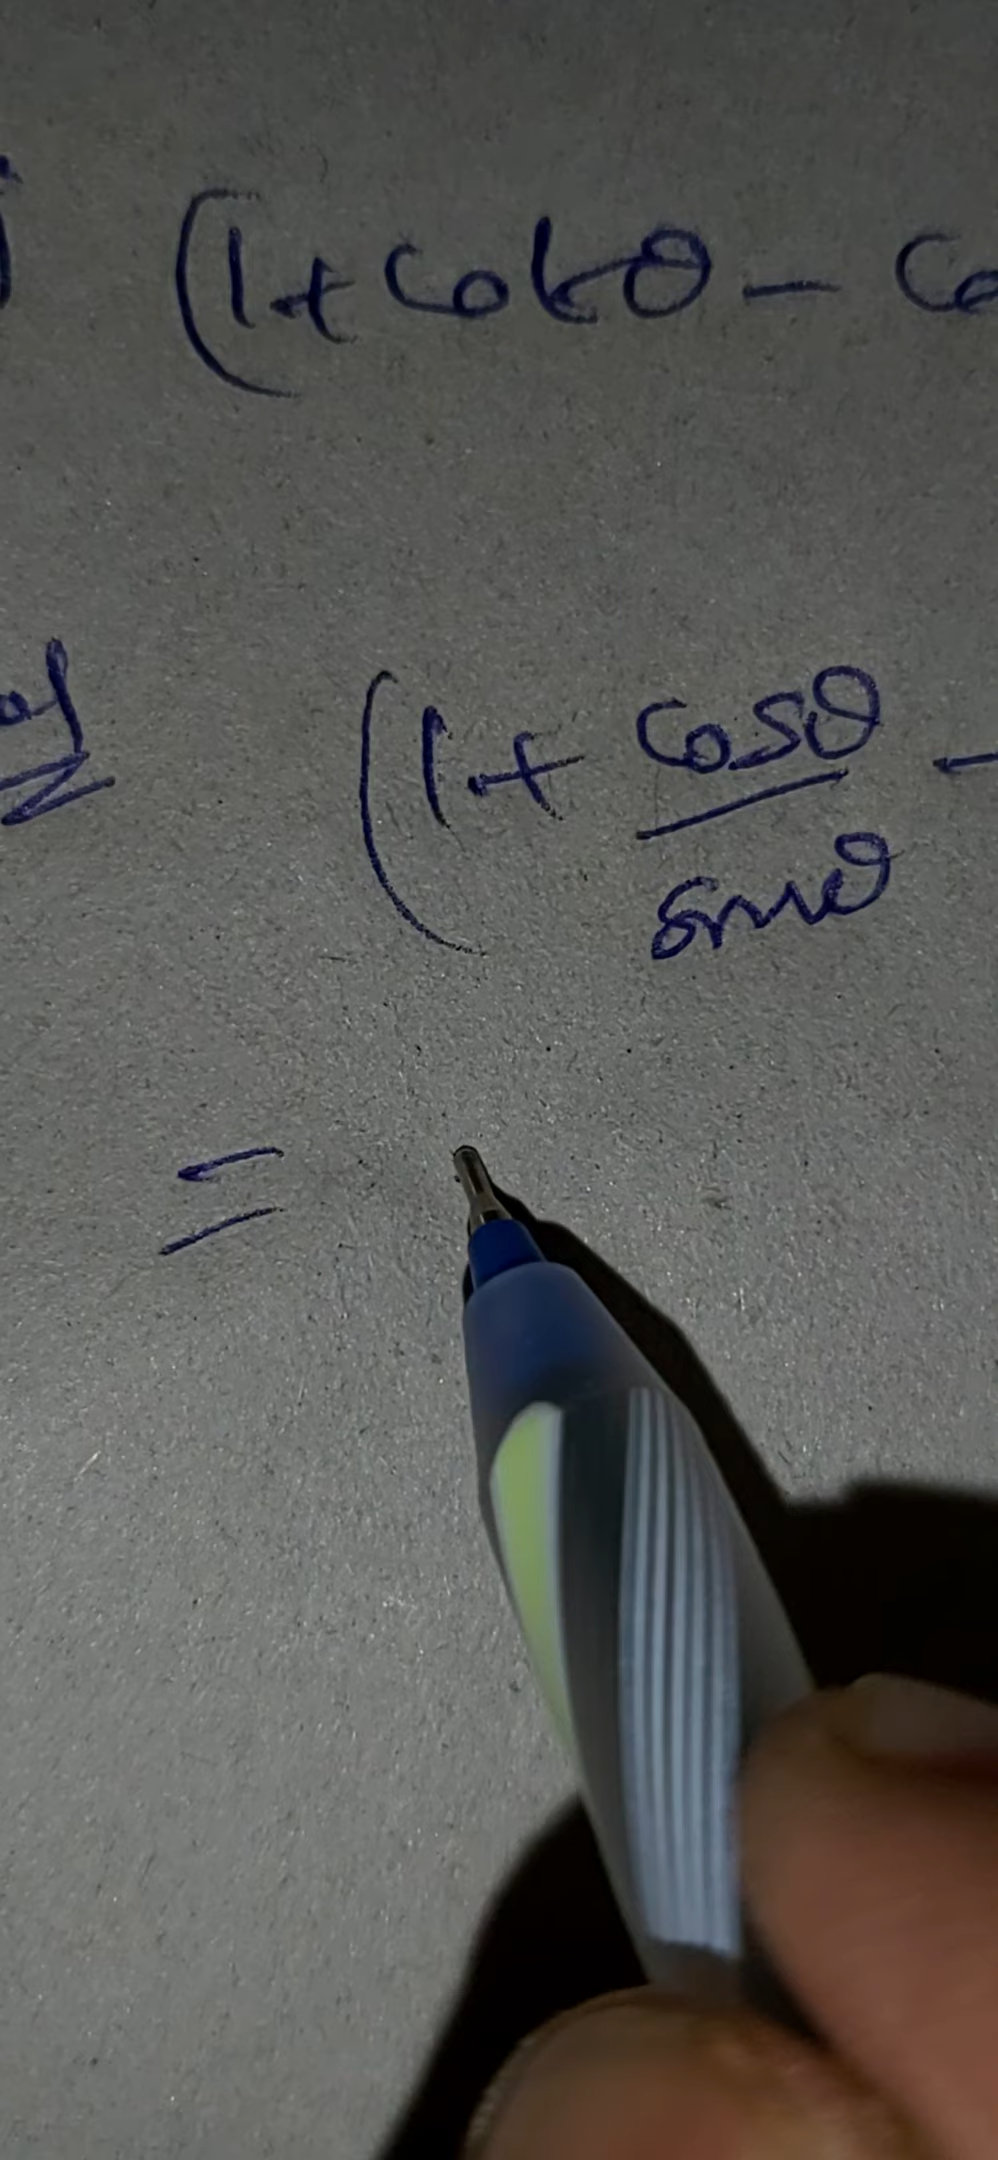 (1+cotθ - co
(1+ cosθ/sinθ -
=